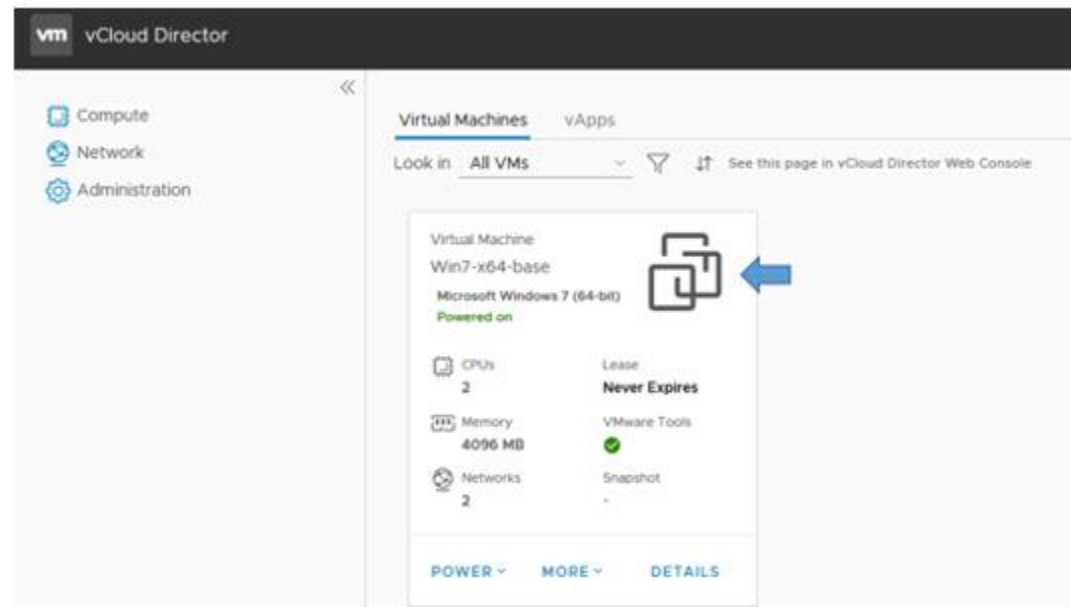 vm vCloud Director
Compute
Network
Administration
Virtual Machines vApps
Look in All VMs See this page in vCloud Director Web Console
Virtual Machine
Win7-x64-base
Microsoft Windows 7 (64-bit)
Powered on
CPUs Lease
2 Never Expires
Memory VMware Tools
4096 MB
Networks Snapshot
2 -
POWER MORE DETAILS